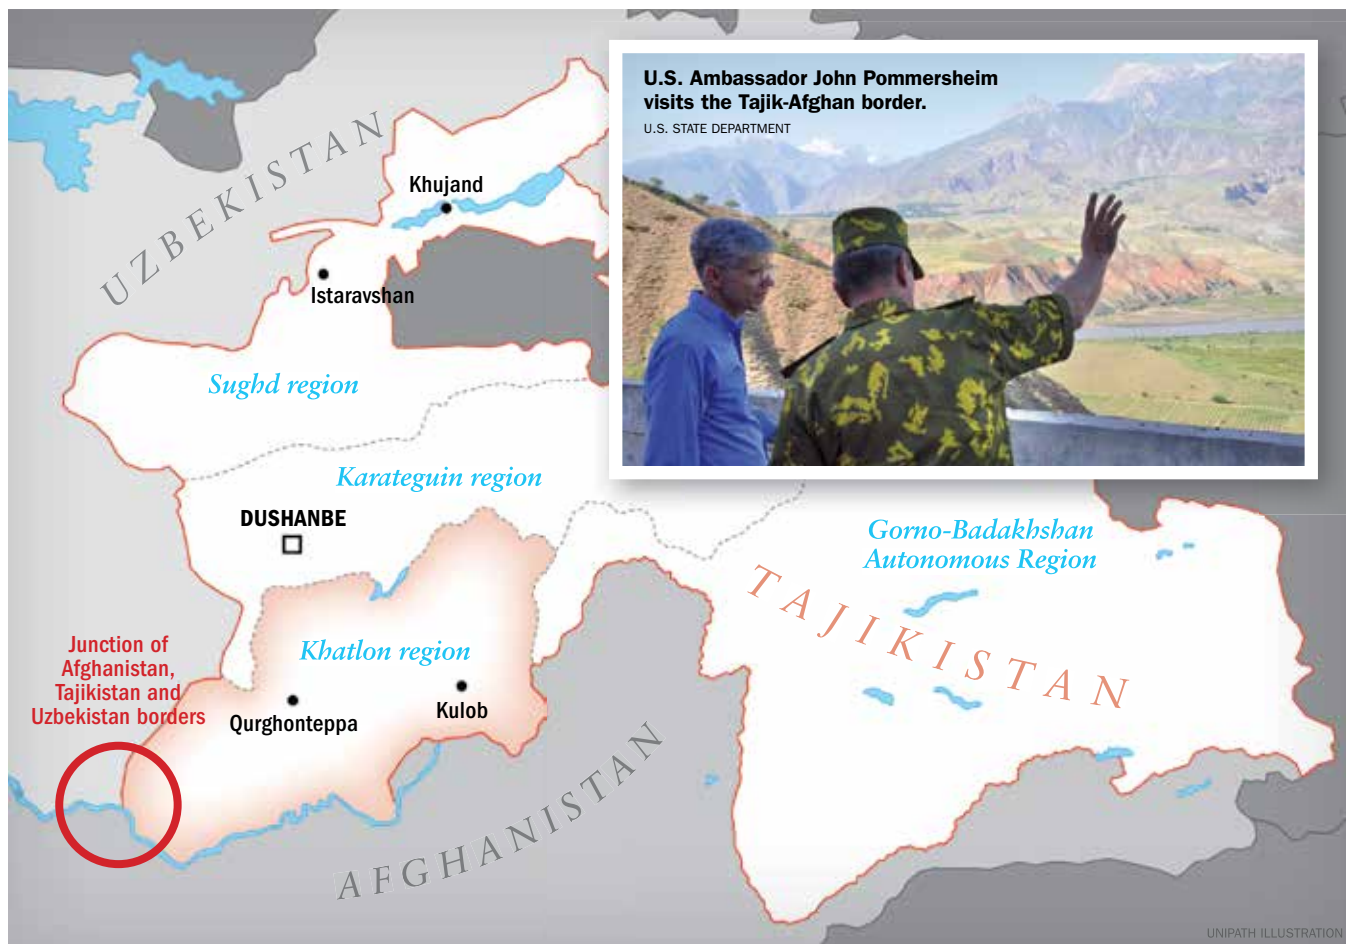 U.S. Ambassador John Pommersheim
visits the Tajik-Afghan border.
U.S. STATE DEPARTMENT
UZBEKISTAN
Khujand
Istaravshan
Sughd region
Karateguin region
DUSHANBE
Gorno-Badakhshan
Autonomous Region
TAJIKISTAN
Khatlon region
Junction of
Afghanistan,
Tajikistan and
Uzbekistan borders
Qurghonteppa
Kulob
AFGHANISTAN
UNIPATH ILLUSTRATION